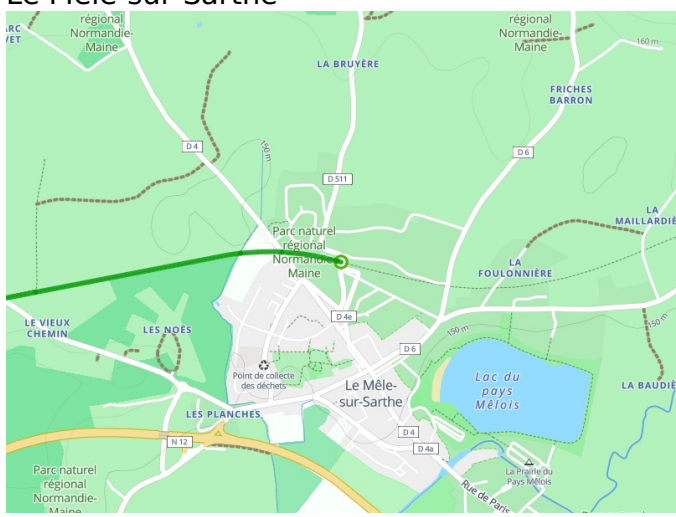 Le Mêle-sur-Sarthe
régional
Normandie-
Maine
régional
Normandie-
Maine
160 m
LA BRUYÈRE
FRICHES
BARRON
D 4
150 m
D 6
D 511
LA
MAILLARDIÈ
Parc naturel
régional
Normandie-
Maine
LA
FOULONNIÈRE
LE VIEUX
CHEMIN
LES NOËS
D 4e
150 m
150 m
D 6
Point de collecte
des déchets
Le Mêle-
sur-Sarthe
Lac du
pays
Mêlois
LA BAUDIÈ
LES PLANCHES
N 12
D 4
D 4a
Parc naturel
régional
Normandie-
Maine
La Prairie du
Pays Mêlois
Rue de Paris